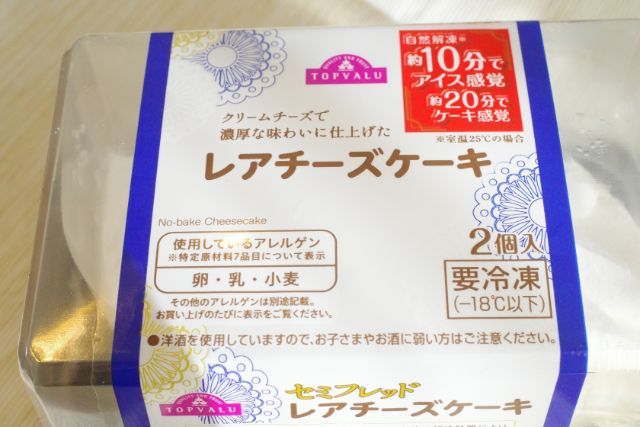 QUALITY AND TRUST
TOPVALU
自然解凍※
約10分で
アイス感覚
約20分で
ケーキ感覚
※室温25℃の場合
クリームチーズで
濃厚な味わいに仕上げた
レアチーズケーキ
No-bake Cheesecake
使用しているアレルゲン
※特定原材料7品目について表示
卵・乳・小麦
その他のアレルゲンは別途記載。
お買い上げのたびに表示をご覧ください。
2個入
要冷凍
(−18℃以下)
●洋酒を使用していますので、お子さまやお酒に弱い方はご注意ください。
TOPVALU
セミフレッド
レアチーズケーキ